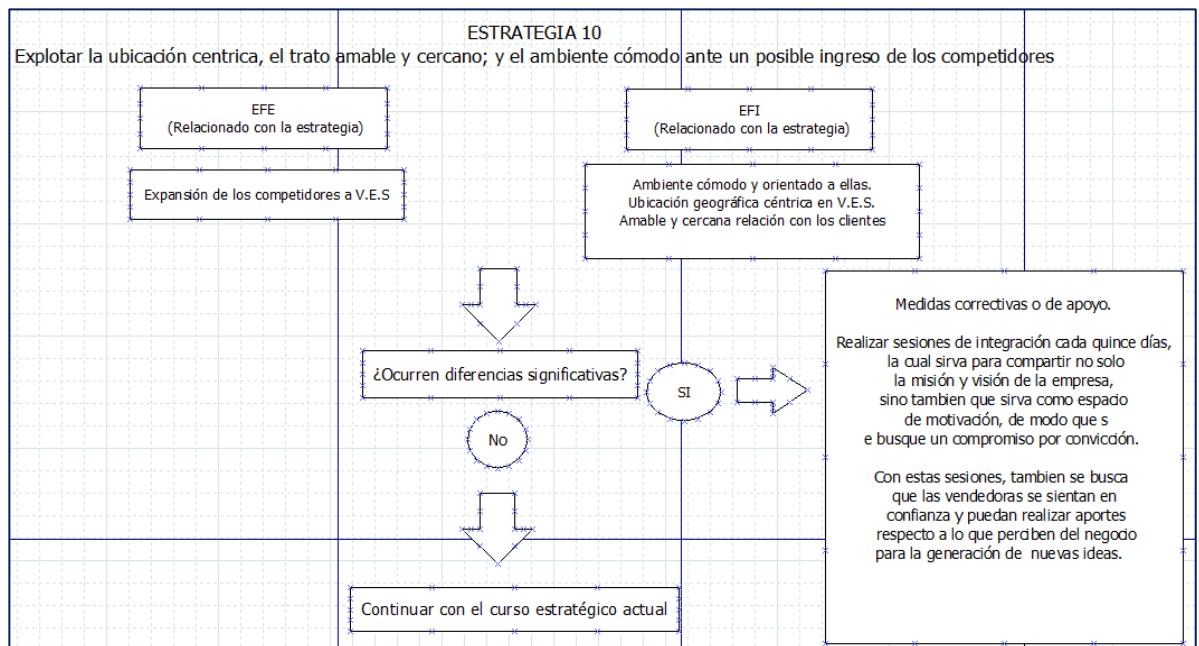 ESTRATEGIA 10
Explotar la ubicación centrica, el trato amable y cercano; y el ambiente cómodo ante un posible ingreso de los competidores
EFE
(Relacionado con la estrategia)
EFI
(Relacionado con la estrategia)
Expansión de los competidores a V.E.S
Ambiente cómodo y orientado a ellas.
Ubicación geográfica céntrica en V.E.S.
Amable y cercana relación con los clientes
¿Ocurren diferencias significativas?
SI
Medidas correctivas o de apoyo.
Realizar sesiones de integración cada quince días,
la cual sirva para compartir no solo
la misión y visión de la empresa,
sino tambien que sirva como espacio
de motivación, de modo que s
e busque un compromiso por convicción.
Con estas sesiones, tambien se busca
que las vendedoras se sientan en
confianza y puedan realizar aportes
respecto a lo que perciben del negocio
para la generación de nuevas ideas.
No
Continuar con el curso estratégico actual